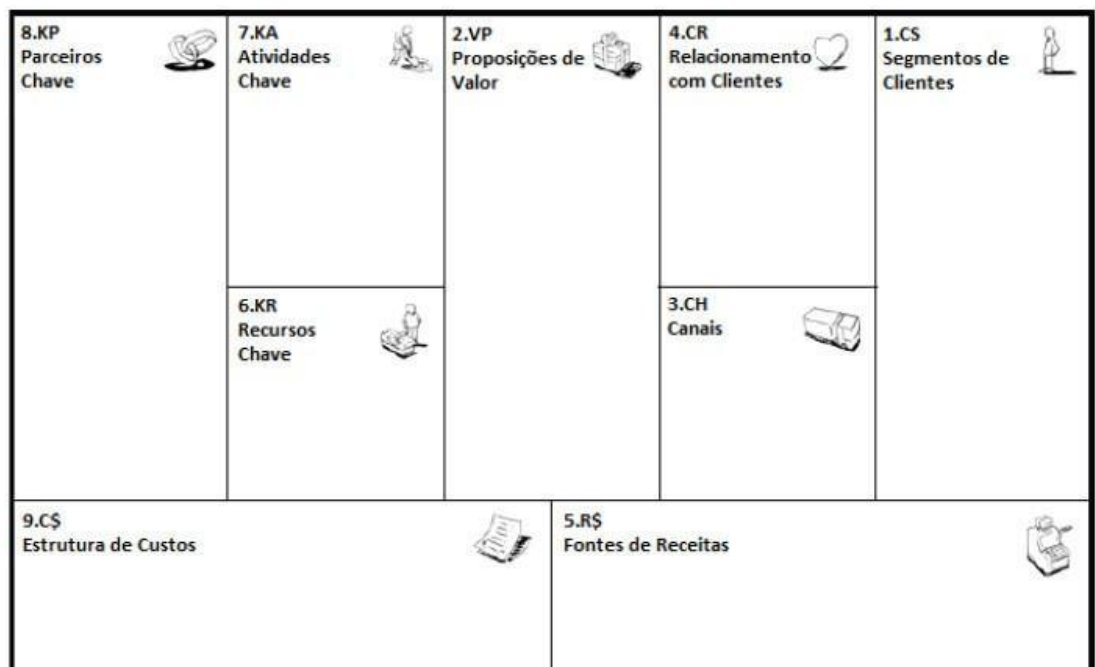 8.KP
Parceiros
Chave
7.KA
Atividades
Chave
2.VP
Proposições de
Valor
4.CR
Relacionamento
com Clientes
1.CS
Segmentos de
Clientes
6.KR
Recursos
Chave
3.CH
Canais
9.C$
Estrutura de Custos
5.R$
Fontes de Receitas